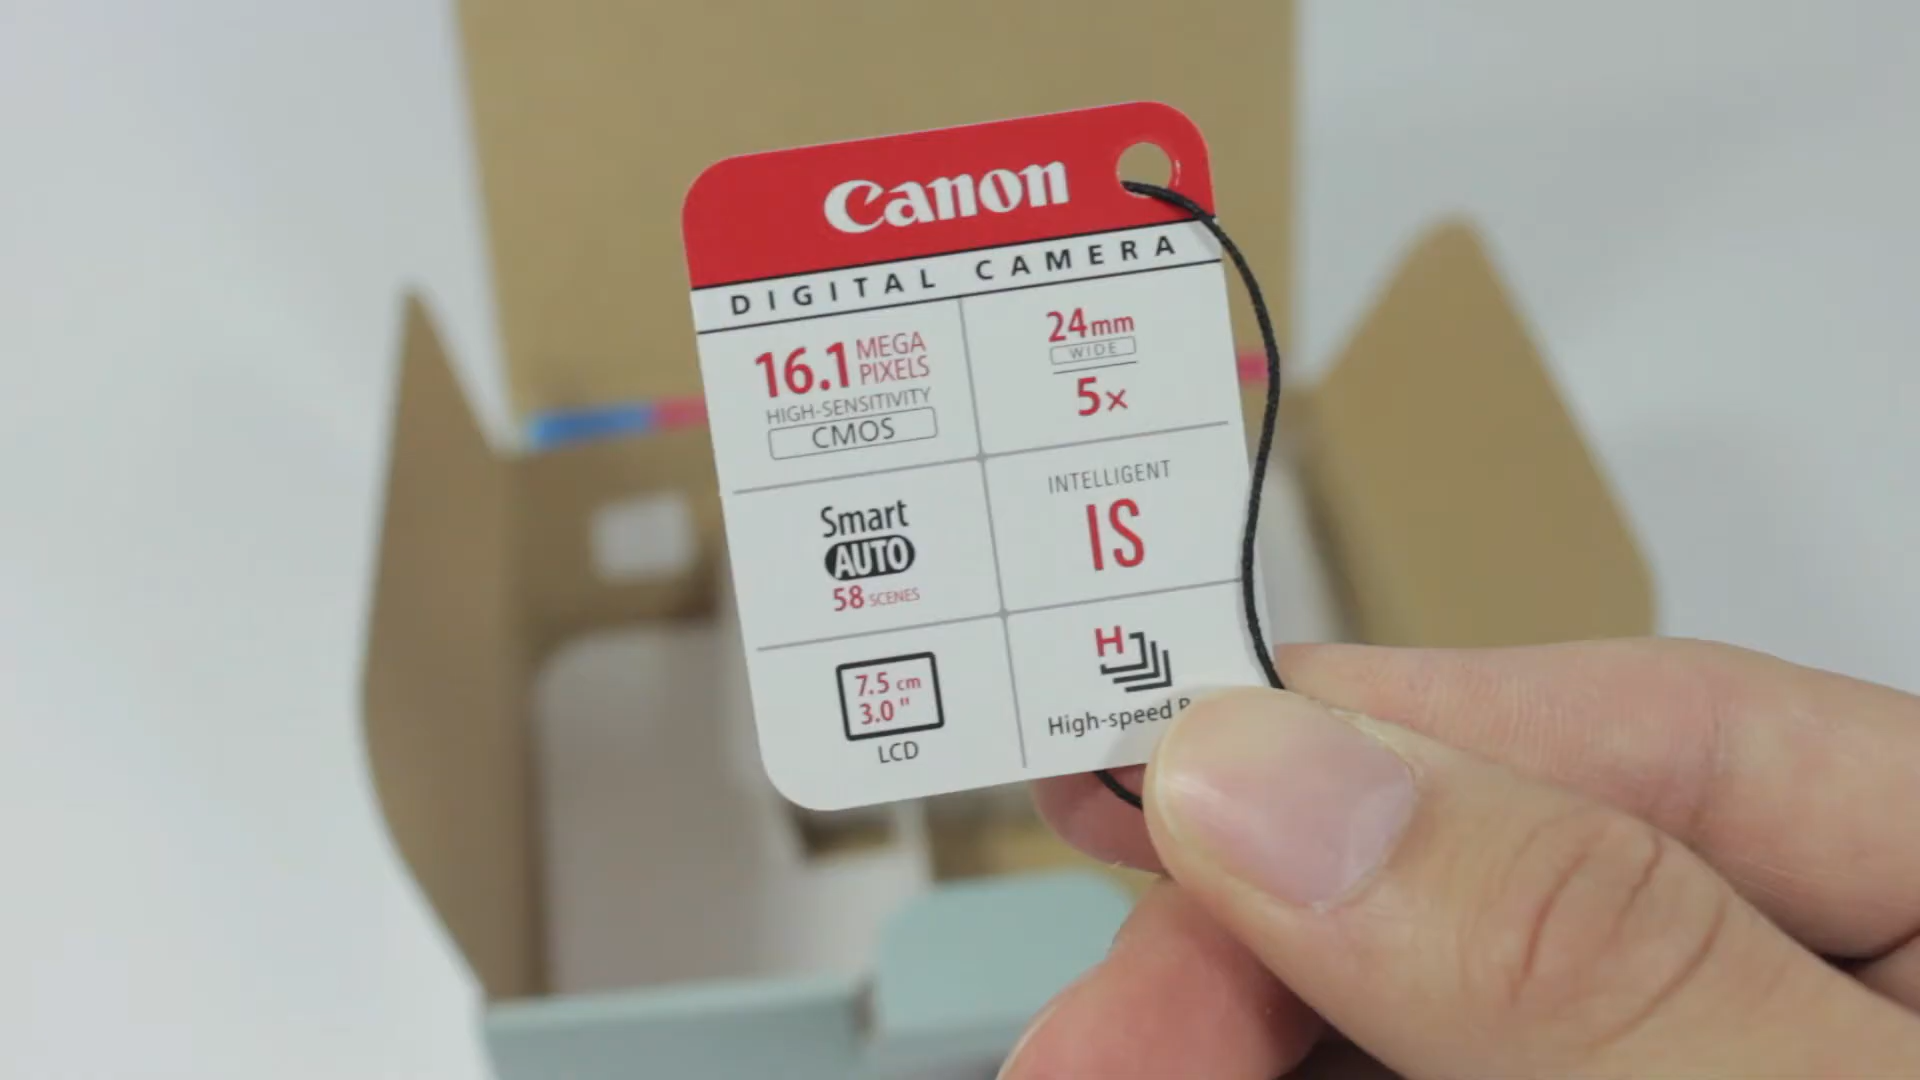 Canon
DIGITAL CAMERA
16.1 MEGA PIXELS
HIGH-SENSITIVITY
CMOS
24mm
WIDE
5x
Smart
AUTO
58 SCENES
INTELLIGENT
IS
7.5 cm
3.0"
LCD
H
High-speed